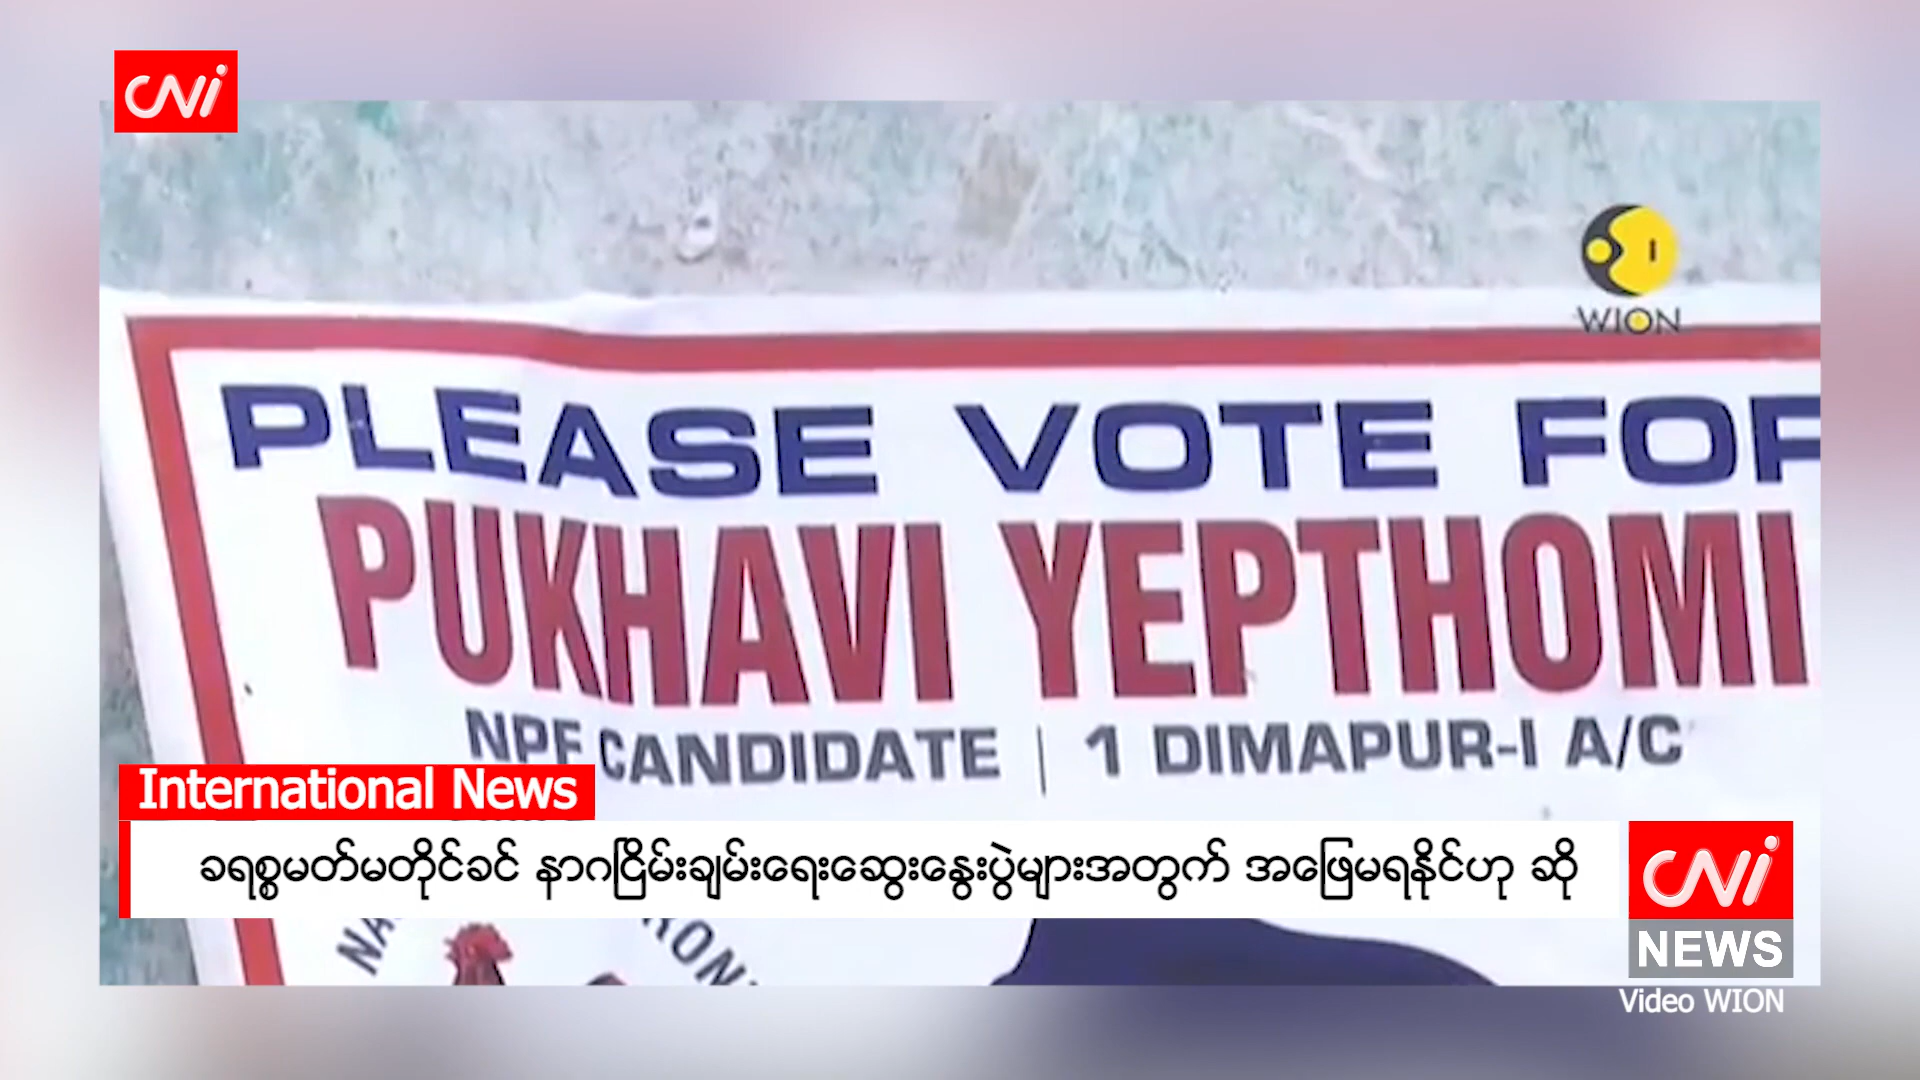 CNi
WION
PLEASE VOTE FOR
PUKHAVI YEPTHOMI
NPF CANDIDATE | 1 DIMAPUR-I A/C
International News
ခရစ္စမတ်မတိုင်ခင် နာဂငြိမ်းချမ်းရေးဆွေးနွေးပွဲများအတွက် အဖြေမရနိုင်ဟု ဆို
CNi
NEWS
Video WION